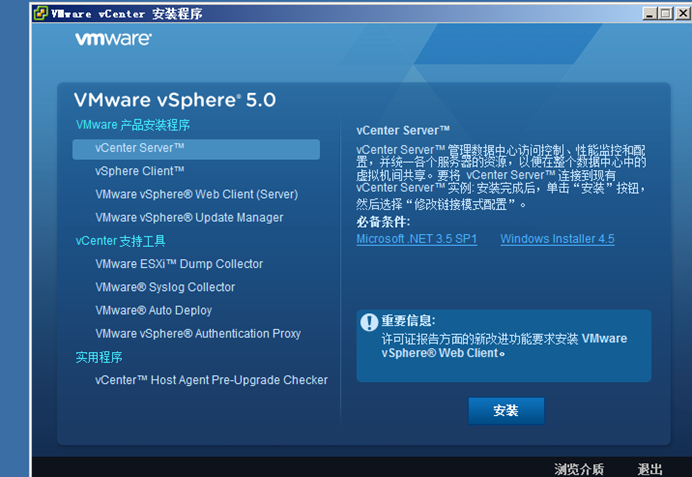 VMware vCenter 安装程序
vmware
VMware vSphere® 5.0
VMware 产品安装程序
vCenter Server™
vSphere Client™
VMware vSphere® Web Client (Server)
VMware vSphere® Update Manager
vCenter 支持工具
VMware ESXi™ Dump Collector
VMware® Syslog Collector
VMware® Auto Deploy
VMware vSphere® Authentication Proxy
实用程序
vCenter™ Host Agent Pre-Upgrade Checker
vCenter Server™
vCenter Server™ 管理数据中心访问控制、性能监控和配
置，并统一各个服务器的资源，以便在整个数据中心中的
虚拟机间共享。要将 vCenter Server™ 连接到现有
vCenter Server™ 实例: 安装完成后，单击“安装”按钮，
然后选择“修改链接模式配置”。
必备条件:
Microsoft .NET 3.5 SP1 Windows Installer 4.5
重要信息:
许可证报告方面的新改进功能要求安装 VMware
vSphere® Web Client。
安装
浏览介质 退出